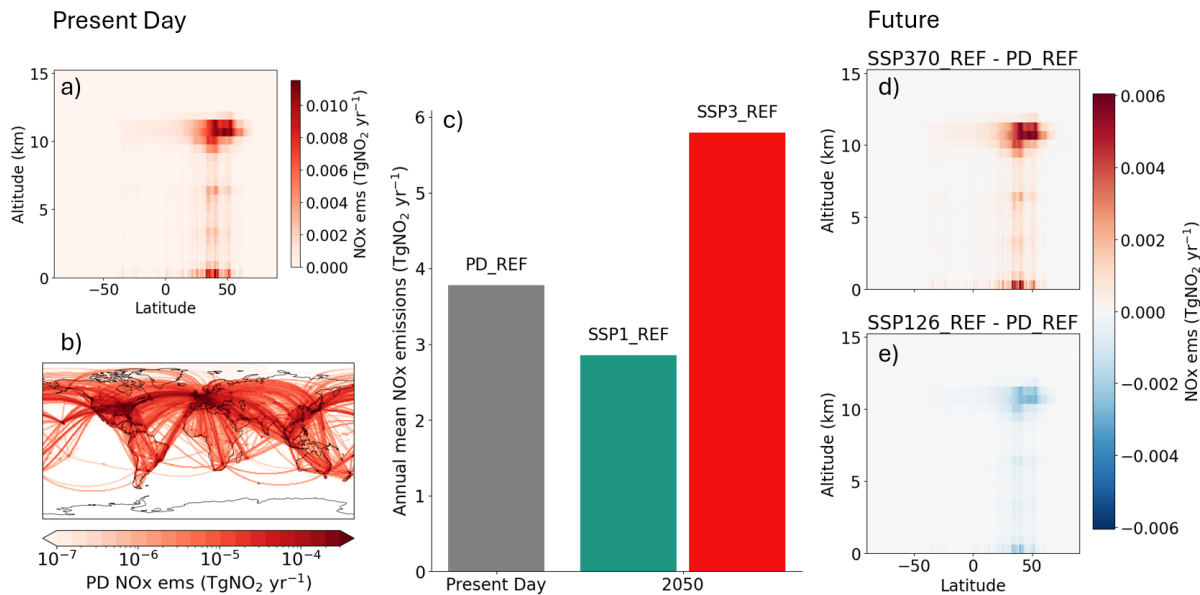 Present Day
Future
a)
15
10
5
0
Altitude (km)
−50
0
50
Latitude
0.010
0.008
0.006
0.004
0.002
0.000
NOx ems (TgNO₂ yr⁻¹)
b)
10⁻⁷
10⁻⁶
10⁻⁵
10⁻⁴
PD NOx ems (TgNO₂ yr⁻¹)
c)
Annual mean NOx emissions (TgNO₂ yr⁻¹)
6
5
4
3
2
1
0
PD_REF
SSP1_REF
SSP3_REF
Present Day
2050
SSP370_REF - PD_REF
d)
15
10
5
0
Altitude (km)
−50
0
50
SSP126_REF - PD_REF
e)
15
10
5
0
Altitude (km)
−50
0
50
Latitude
0.006
0.004
0.002
0.000
−0.002
−0.004
−0.006
NOx ems (TgNO₂ yr⁻¹)